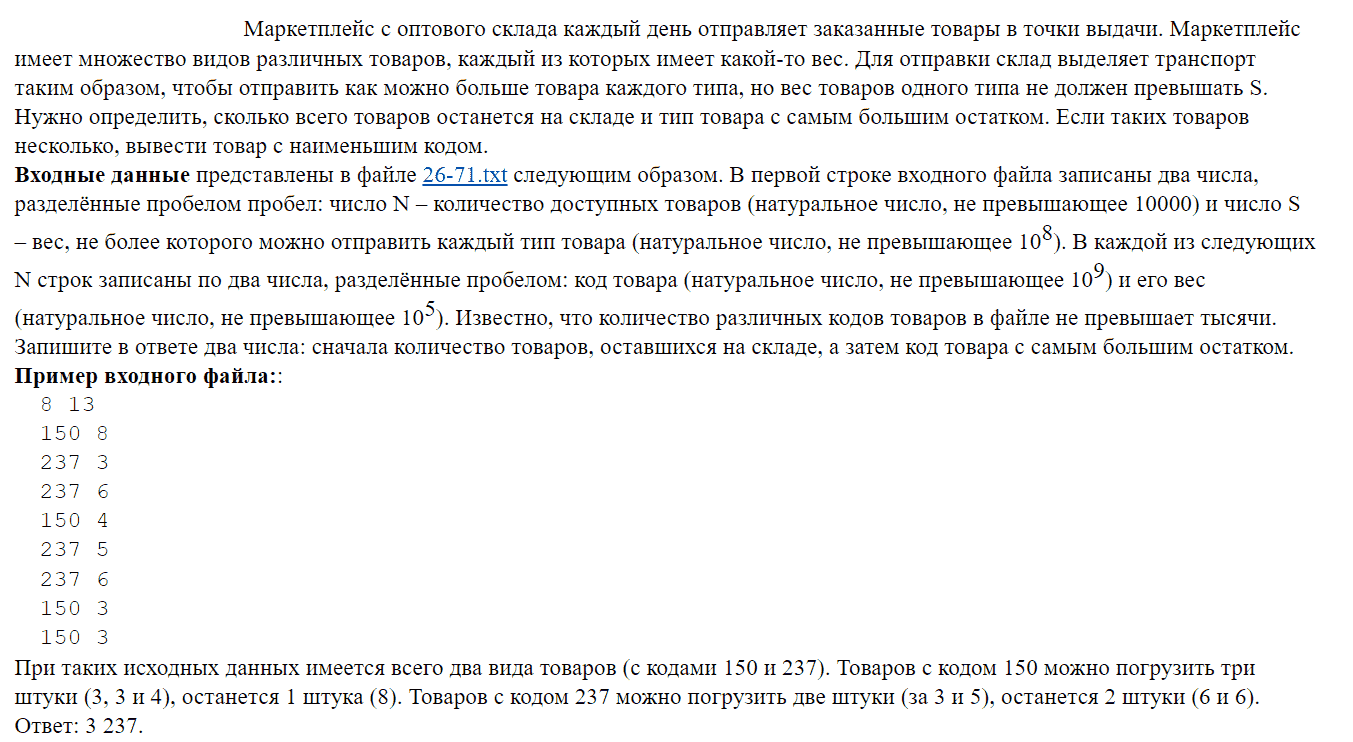 Маркетплейс с оптового склада каждый день отправляет заказанные товары в точки выдачи. Маркетплейс
имеет множество видов различных товаров, каждый из которых имеет какой-то вес. Для отправки склад выделяет транспорт
таким образом, чтобы отправить как можно больше товара каждого типа, но вес товаров одного типа не должен превышать S.
Нужно определить, сколько всего товаров останется на складе и тип товара с самым большим остатком. Если таких товаров
несколько, вывести товар с наименьшим кодом.
Входные данные представлены в файле 26-71.txt следующим образом. В первой строке входного файла записаны два числа,
разделённые пробелом пробел: число N – количество доступных товаров (натуральное число, не превышающее 10000) и число S
– вес, не более которого можно отправить каждый тип товара (натуральное число, не превышающее 10⁸). В каждой из следующих
N строк записаны по два числа, разделённые пробелом: код товара (натуральное число, не превышающее 10⁹) и его вес
(натуральное число, не превышающее 10⁵). Известно, что количество различных кодов товаров в файле не превышает тысячи.
Запишите в ответе два числа: сначала количество товаров, оставшихся на складе, а затем код товара с самым большим остатком.
Пример входного файла::
8 13
150 8
237 3
237 6
150 4
237 5
237 6
150 3
150 3
При таких исходных данных имеется всего два вида товаров (с кодами 150 и 237). Товаров с кодом 150 можно погрузить три
штуки (3, 3 и 4), останется 1 штука (8). Товаров с кодом 237 можно погрузить две штуки (за 3 и 5), останется 2 штуки (6 и 6).
Ответ: 3 237.